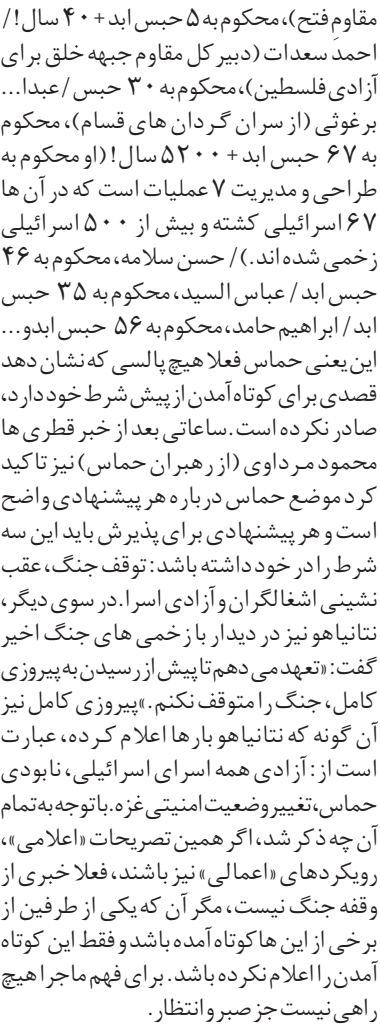 مقاومِ فتح)، محکوم به ۵ حبس ابد + ۴۰ سال!/
احمد سعدات (دبیر کل مقاوم جبهه خلق برای
آزادی فلسطین)، محکوم به ۳۰ حبس / عبدا...
برغوثی (از سران گردان های قسام)، محکوم
به ۶۷ حبس ابد + ۵۲۰۰ سال! (او محکوم به
طراحی و مدیریت ۷ عملیات است که در آن ها
۶۷ اسرائیلی کشته و بیش از ۵۰۰ اسرائیلی
زخمی شده اند.)/ حسن سلامه، محکوم به ۴۶
حبس ابد / عباس السید، محکوم به ۳۵ حبس
ابد/ ابراهیم حامد، محکوم به ۵۶ حبس ابدو...
این یعنی حماس فعلا هیچ پالسی که نشان دهد
قصدی برای کوتاه آمدن از پیش شرط خود دارد،
صادر نکرده است. ساعاتی بعد از خبر قطری ها
محمود مرداوی (از رهبران حماس) نیز تاکید
کرد موضع حماس درباره هر پیشنهادی واضح
است و هر پیشنهادی برای پذیرش باید این سه
شرط را در خود داشته باشد: توقف جنگ، عقب
نشینی اشغالگران و آزادی اسرا. در سوی دیگر،
نتانیاهو نیز در دیدار با زخمی های جنگ اخیر
گفت: «تعهد می دهم تا پیش از رسیدن به پیروزی
کامل، جنگ را متوقف نکنم.» پیروزی کامل نیز
آن گونه که نتانیاهو بارها اعلام کرده، عبارت
است از: آزادی همه اسرای اسرائیلی، نابودی
حماس، تغییر وضعیت امنیتی غزه. با توجه به تمام
آن چه ذکر شد، اگر همین تصریحات «اعلامی»،
رویکردهای «اعمالی» نیز باشند، فعلا خبری از
وقفه جنگ نیست، مگر آن که یکی از طرفین از
برخی از این ها کوتاه آمده باشد و فقط این کوتاه
آمدن را اعلام نکرده باشد. برای فهم ماجرا هیچ
راهی نیست جز صبر و انتظار.